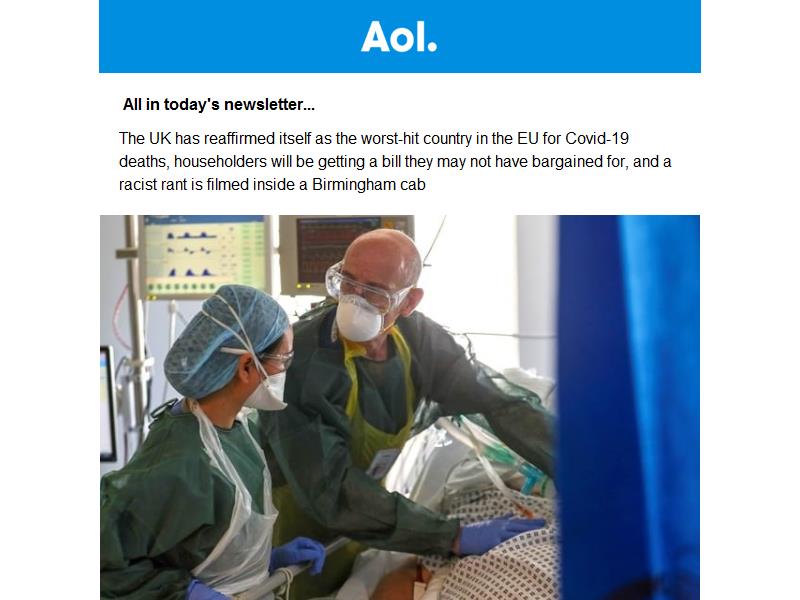 Aol.
All in today's newsletter...
The UK has reaffirmed itself as the worst-hit country in the EU for Covid-19
deaths, householders will be getting a bill they may not have bargained for, and a
racist rant is filmed inside a Birmingham cab